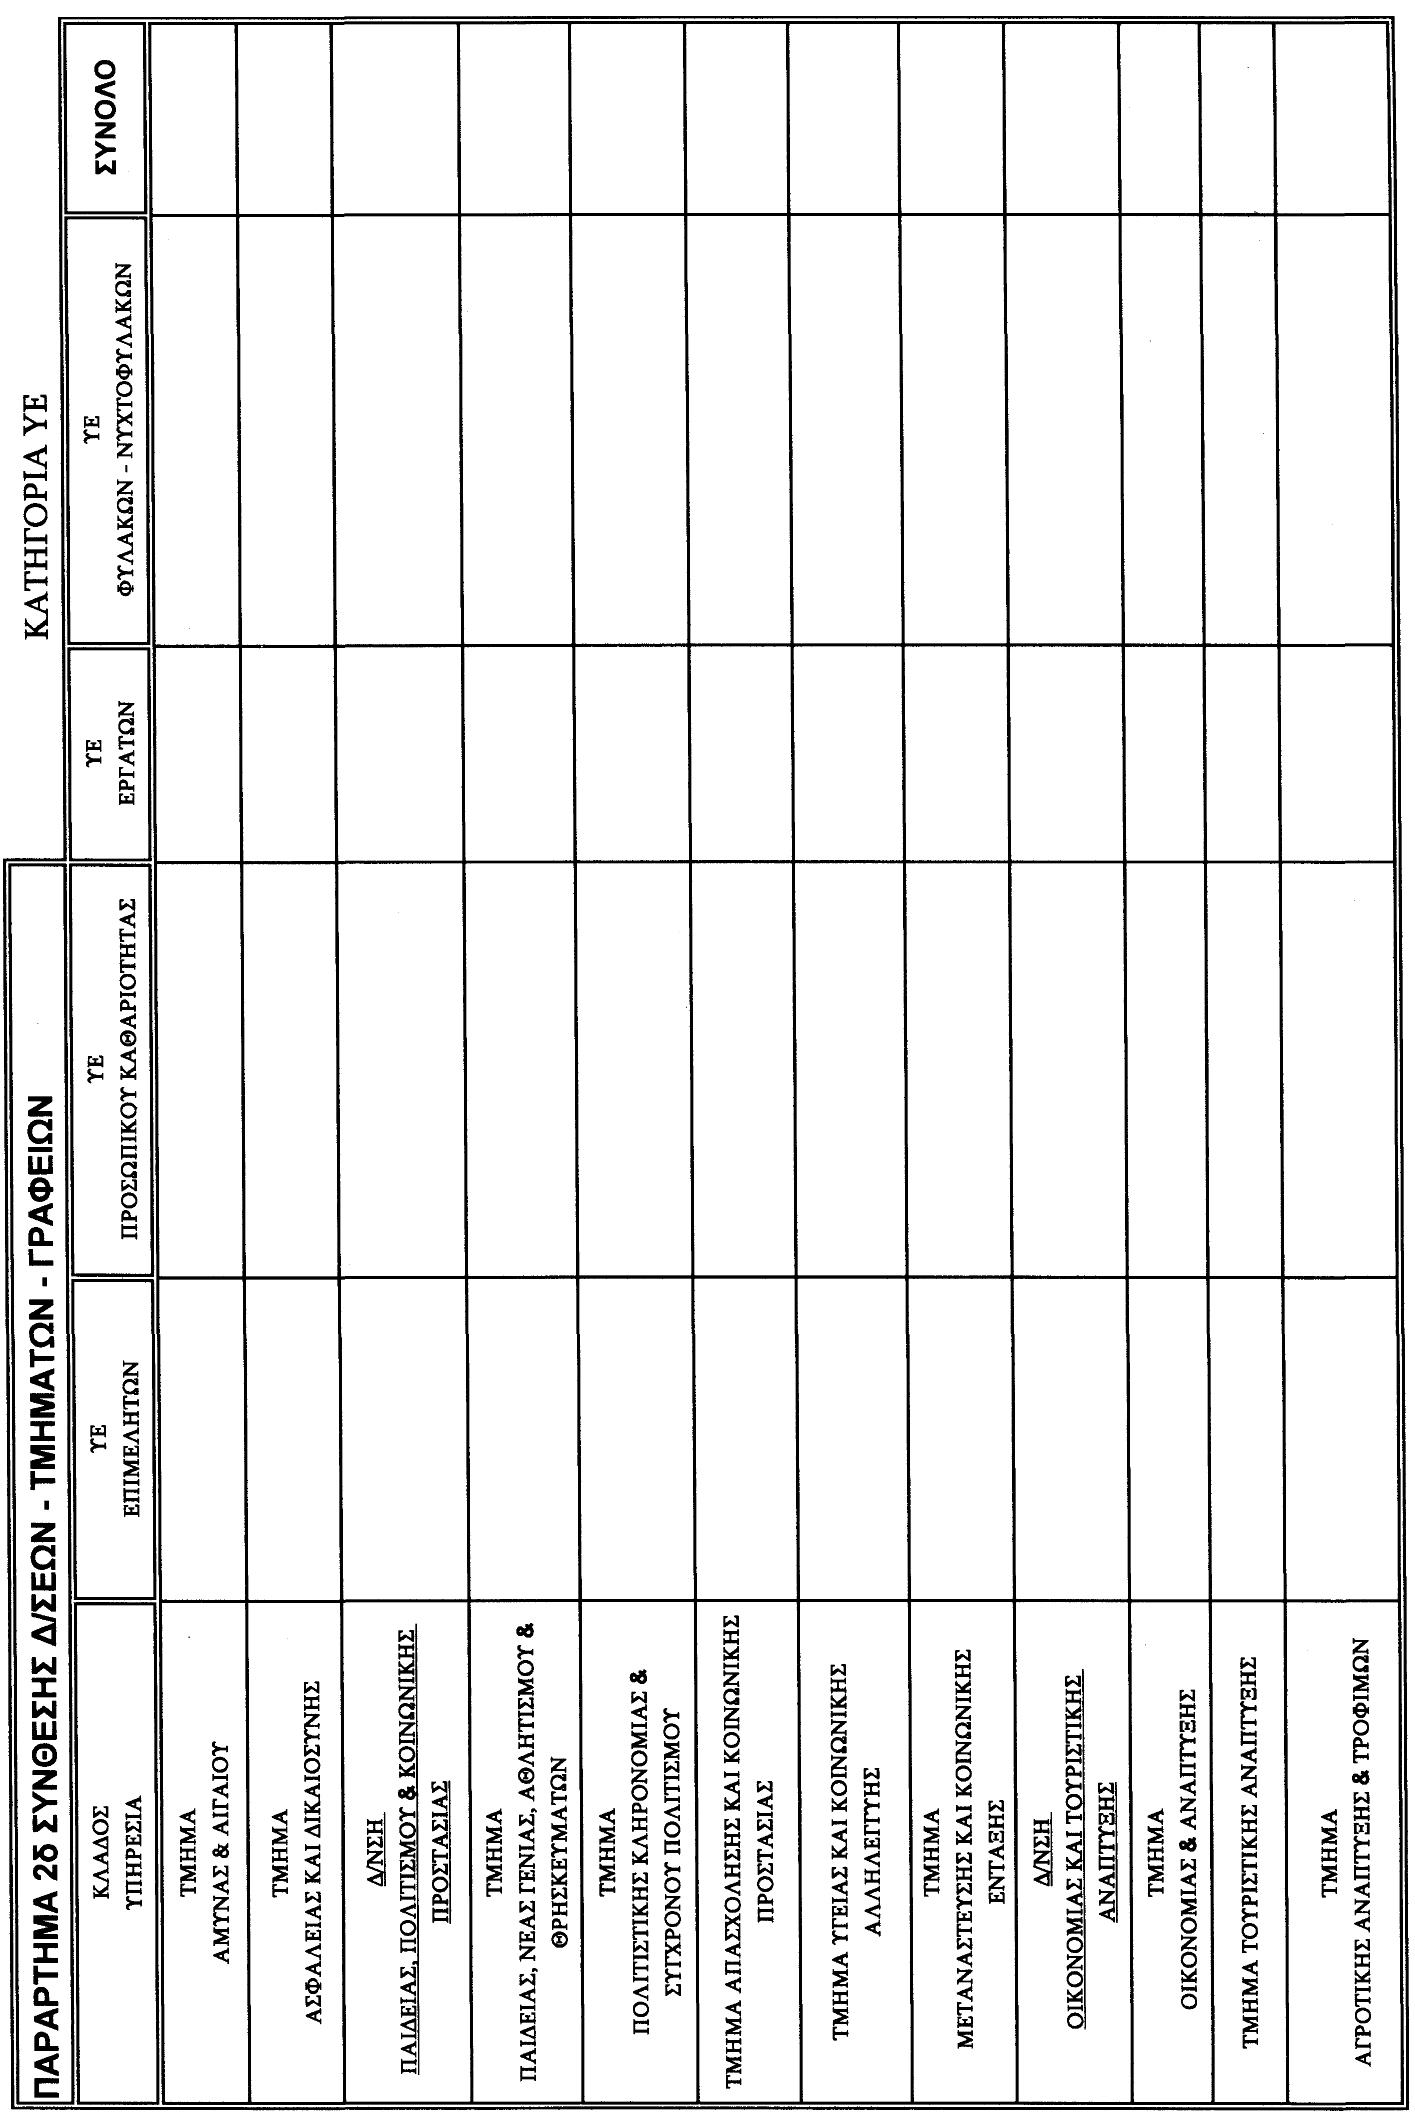 ΠΑΡΑΡΤΗΜΑ 2δ ΣΥΝΘΕΣΗΣ Δ/ΣΕΩΝ - ΤΜΗΜΑΤΩΝ - ΓΡΑΦΕΙΩΝ
ΚΑΤΗΓΟΡΙΑ ΥΕ
ΚΛΑΔΟΣ
ΥΠΗΡΕΣΙΑ
ΥΕ
ΕΠΙΜΕΛΗΤΩΝ
ΥΕ
ΠΡΟΣΩΠΙΚΟΥ ΚΑΘΑΡΙΟΤΗΤΑΣ
ΥΕ
ΕΡΓΑΤΩΝ
ΥΕ
ΦΥΛΑΚΩΝ - ΝΥΧΤΟΦΥΛΑΚΩΝ
ΣΥΝΟΛΟ
ΤΜΗΜΑ
ΑΜΥΝΑΣ & ΑΙΓΑΙΟΥ
ΤΜΗΜΑ
ΑΣΦΑΛΕΙΑΣ ΚΑΙ ΔΙΚΑΙΟΣΥΝΗΣ
Δ/ΝΣΗ
ΠΑΙΔΕΙΑΣ, ΠΟΛΙΤΙΣΜΟΥ & ΚΟΙΝΩΝΙΚΗΣ
ΠΡΟΣΤΑΣΙΑΣ
ΤΜΗΜΑ
ΠΑΙΔΕΙΑΣ, ΝΕΑΣ ΓΕΝΙΑΣ, ΑΘΛΗΤΙΣΜΟΥ &
ΘΡΗΣΚΕΥΜΑΤΩΝ
ΤΜΗΜΑ
ΠΟΛΙΤΙΣΤΙΚΗΣ ΚΛΗΡΟΝΟΜΙΑΣ &
ΣΥΓΧΡΟΝΟΥ ΠΟΛΙΤΙΣΜΟΥ
ΤΜΗΜΑ ΑΠΑΣΧΟΛΗΣΗΣ ΚΑΙ ΚΟΙΝΩΝΙΚΗΣ
ΠΡΟΣΤΑΣΙΑΣ
ΤΜΗΜΑ ΥΓΕΙΑΣ ΚΑΙ ΚΟΙΝΩΝΙΚΗΣ
ΑΛΛΗΛΕΓΓΥΗΣ
ΤΜΗΜΑ
ΜΕΤΑΝΑΣΤΕΥΣΗΣ ΚΑΙ ΚΟΙΝΩΝΙΚΗΣ
ΕΝΤΑΞΗΣ
Δ/ΝΣΗ
ΟΙΚΟΝΟΜΙΑΣ ΚΑΙ ΤΟΥΡΙΣΤΙΚΗΣ
ΑΝΑΠΤΥΞΗΣ
ΤΜΗΜΑ
ΟΙΚΟΝΟΜΙΑΣ & ΑΝΑΠΤΥΞΗΣ
ΤΜΗΜΑ ΤΟΥΡΙΣΤΙΚΗΣ ΑΝΑΠΤΥΞΗΣ
ΤΜΗΜΑ
ΑΓΡΟΤΙΚΗΣ ΑΝΑΠΤΥΞΗΣ & ΤΡΟΦΙΜΩΝ